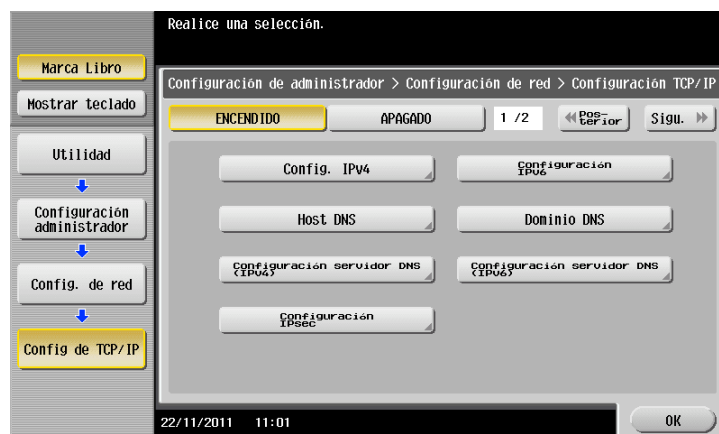 Realice una selección.
Marca Libro
Mostrar teclado
Utilidad
Configuración
administrador
Config. de red
Config de TCP/IP
Configuración de administrador > Configuración de red > Configuración TCP/IP
ENCENDIDO
APAGADO
1 /2
Pos-
terior
Sigu.
Config. IPv4
Configuración
IPv6
Host DNS
Dominio DNS
Configuración servidor DNS
(IPv4)
Configuración servidor DNS
(IPv6)
Configuración
IPsec
22/11/2011 11:01
OK